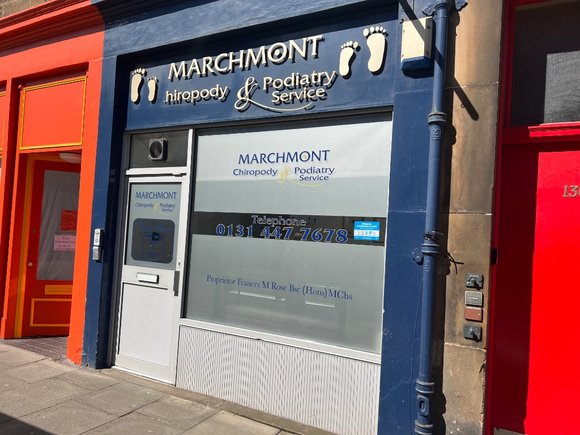 MARCHMONT
hiropody & Podiatry
Service
MARCHMONT
Chiropody & Podiatry
Service
MARCHMONT
Chiropody & Podiatry
Service
Telephone
0131 447 7678
Proprietor Frances M Rose Bsc (Hons) MChs